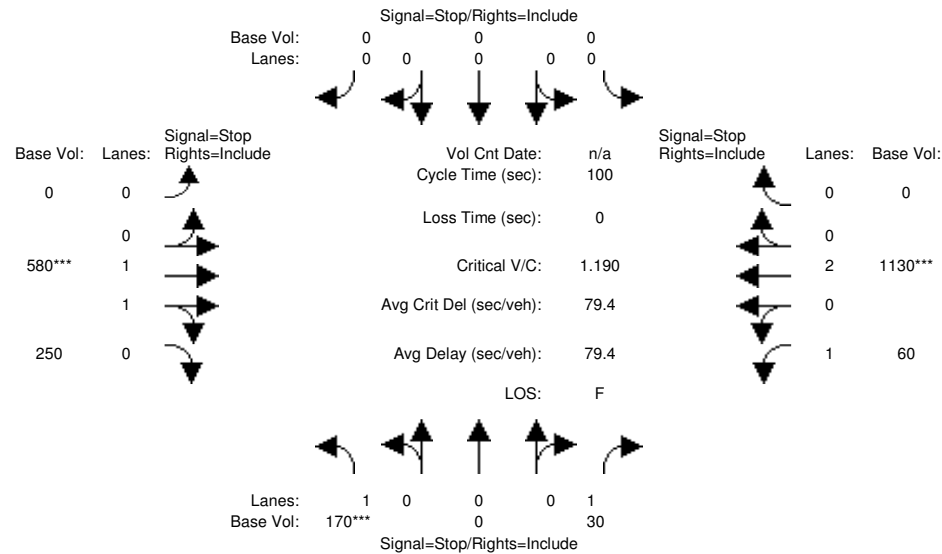 Signal=Stop/Rights=Include
Base Vol: 0 0 0
Lanes: 0 0 0 0 0
Signal=Stop Signal=Stop
Base Vol: Lanes: Rights=Include Vol Cnt Date: n/a Rights=Include Lanes: Base Vol:
Cycle Time (sec): 100
0 0 0 0
Loss Time (sec): 0
0 0
580*** 1 Critical V/C: 1.190 2 1130***
1 Avg Crit Del (sec/veh): 79.4 0
250 0 Avg Delay (sec/veh): 79.4 1 60
LOS: F
Lanes: 1 0 0 0 1
Base Vol: 170*** 0 30
Signal=Stop/Rights=Include